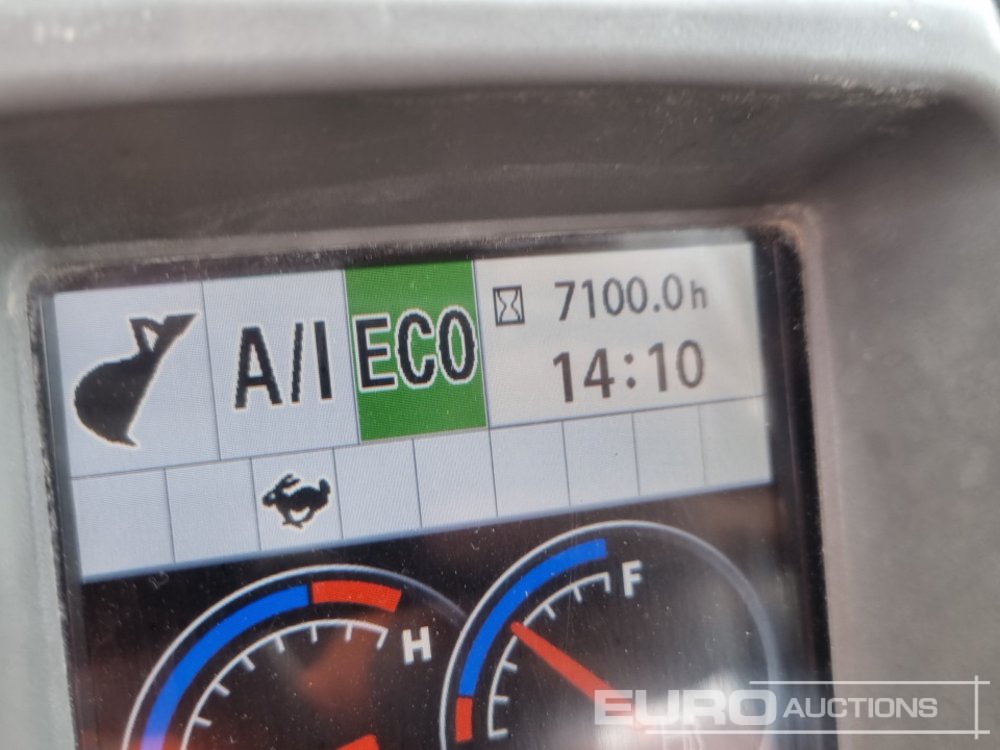 A/I ECO 7100.0h
14:10
H F
EURO AUCTIONS